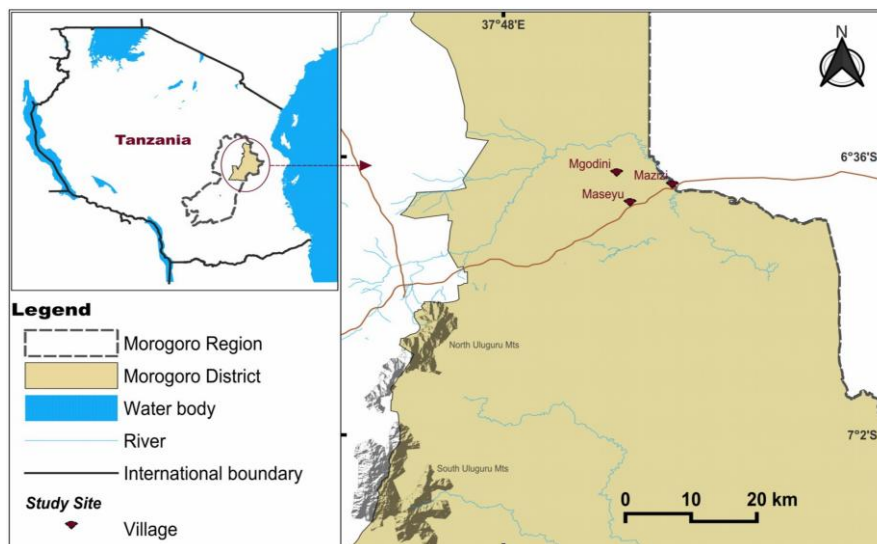 Tanzania
Legend
Morogoro Region
Morogoro District
Water body
River
International boundary
Study Site
Village
37°48'E
N
6°36'S
Mgodini
Mazizi
Maseyu
North Uluguru Mts
7°2'S
South Uluguru Mts
0 10 20 km